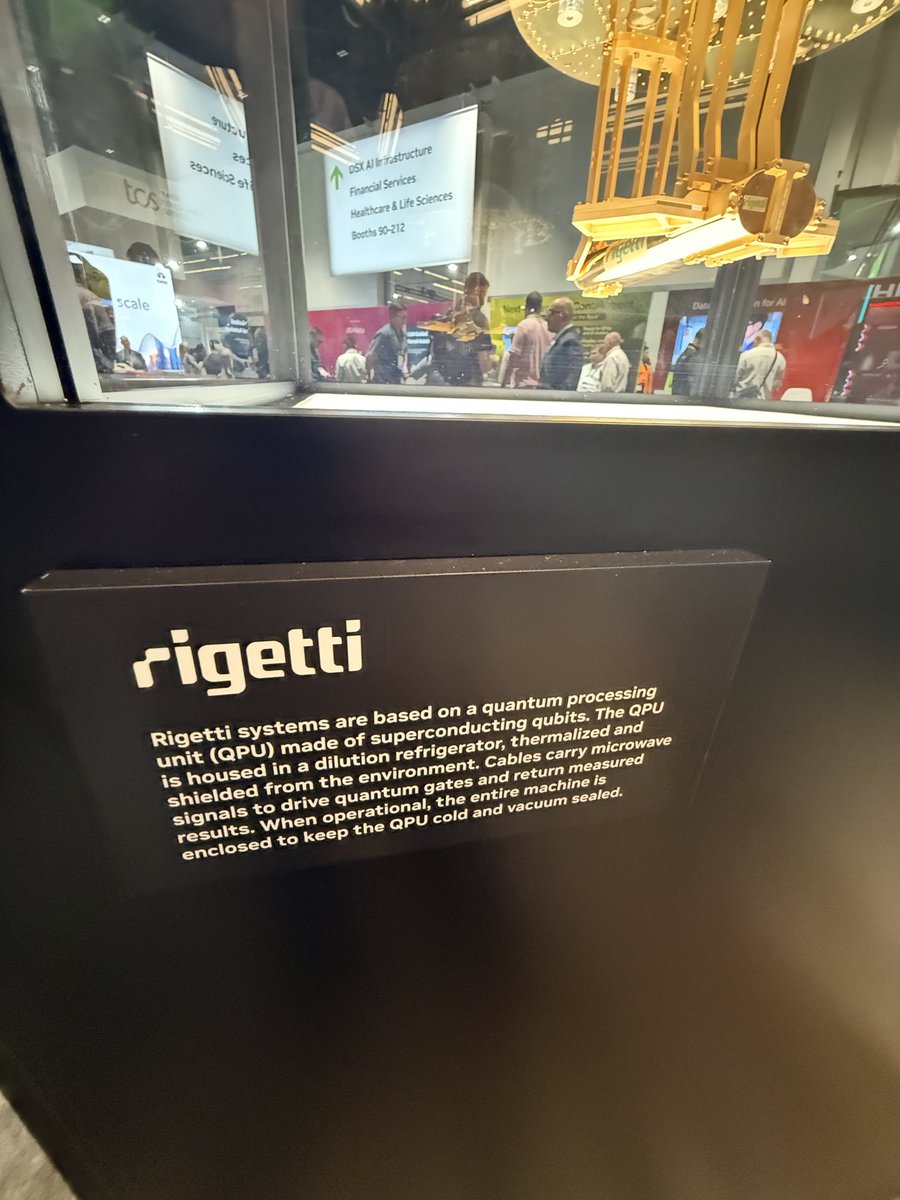 DSX AI Infrastructure
Financial Services
Healthcare & Life Sciences
Booths 90-212
scale
rigetti
rigetti
rigetti
Rigetti systems are based on a quantum processing
unit (QPU) made of superconducting qubits. The QPU
is housed in a dilution refrigerator, thermalized and
shielded from the environment. Cables carry microwave
signals to drive quantum gates and return measured
results. When operational, the entire machine is
enclosed to keep the QPU cold and vacuum sealed.